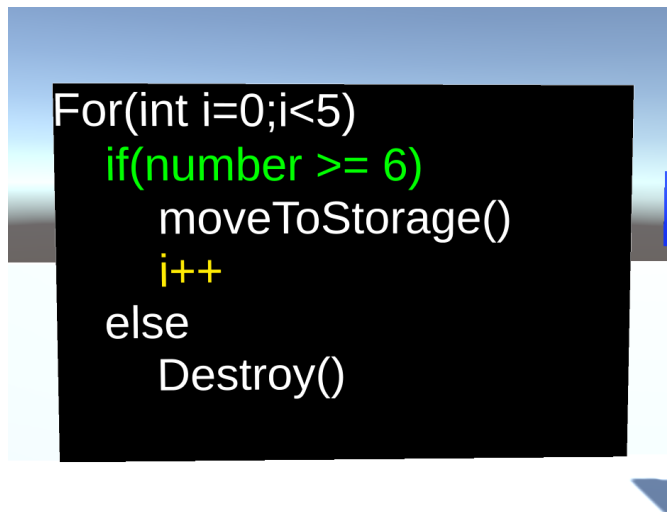 For(int i=0;i<5)
if(number >= 6)
moveToStorage()
i++
else
Destroy()